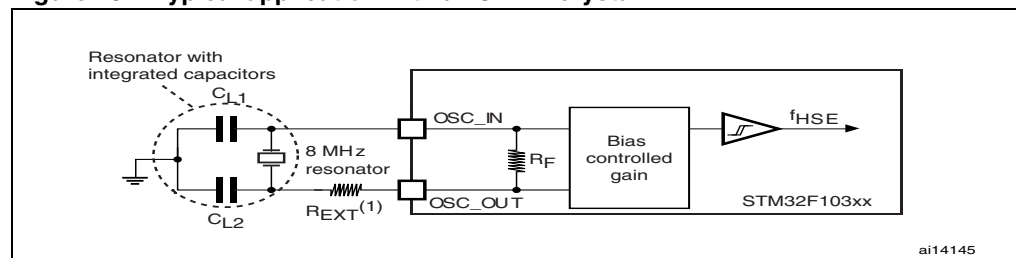 Resonator with
integrated capacitors
CL1
OSC_IN
fHSE
8 MHz
resonator
RF
Bias
controlled
gain
REXT(1)
OSC_OUT
STM32F103xx
CL2
ai14145